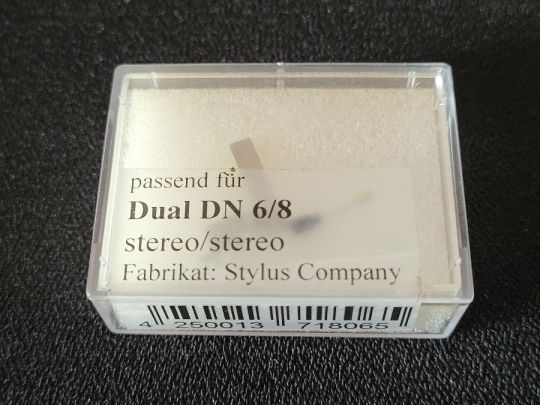 passend für
Dual DN 6/8
stereo/stereo
Fabrikat: Stylus Company
4 250013 718065